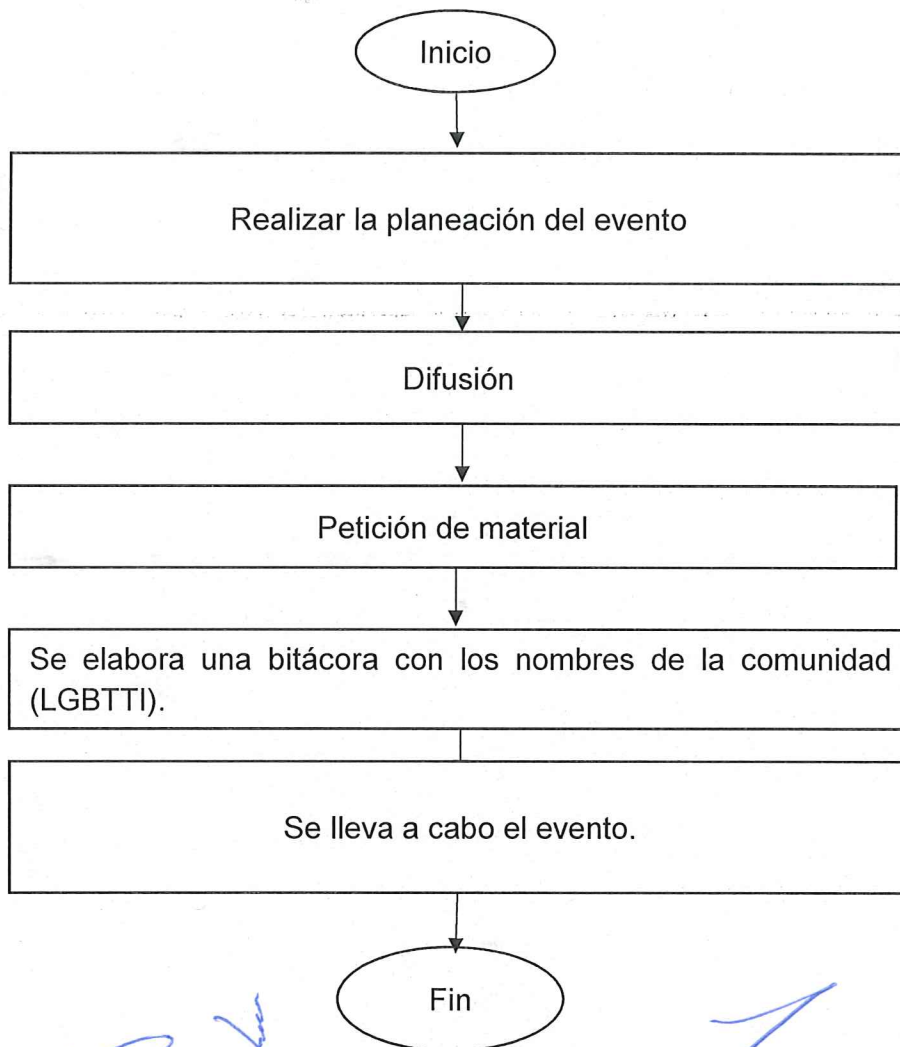 Inicio
Realizar la planeación del evento
Difusión
Petición de material
Se elabora una bitácora con los nombres de la comunidad
(LGBTTI).
Se lleva a cabo el evento.
Fin